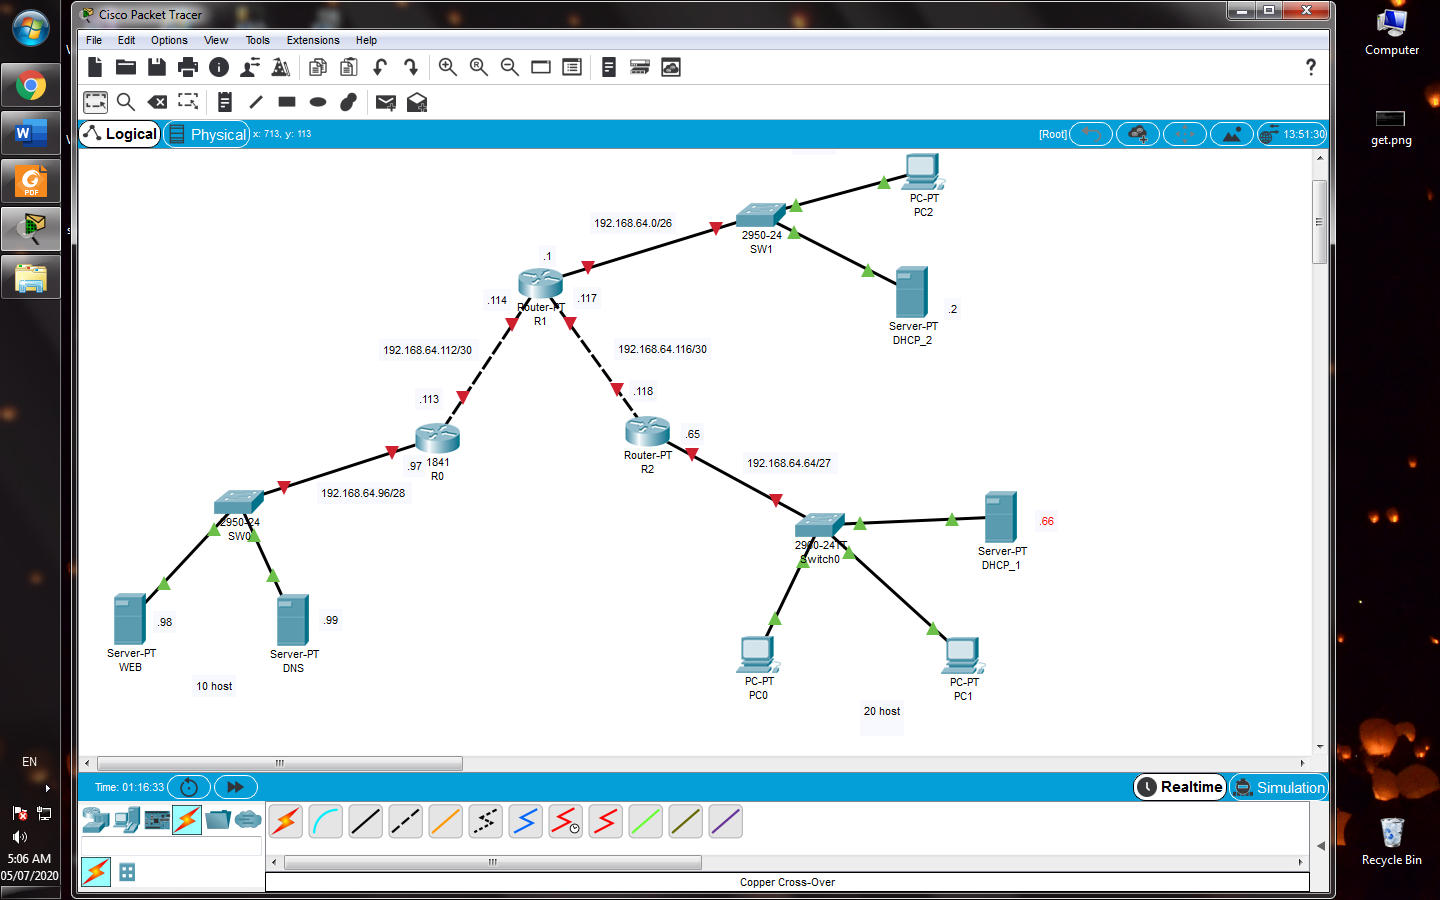 Cisco Packet Tracer
File Edit Options View Tools Extensions Help
Logical
Physical
x: 713, y: 113
[Root]
13:51:30
PC-PT
PC2
192.168.64.0/26
2950-24
SW1
.1
.114
.117
Router-PT
R1
.2
Server-PT
DHCP_2
192.168.64.112/30
192.168.64.116/30
.113
.118
.65
Router-PT
R2
.97
1841
R0
192.168.64.64/27
192.168.64.96/28
2950-24
SW0
.66
2960-24TT
Switch0
Server-PT
DHCP_1
.98
.99
Server-PT
WEB
Server-PT
DNS
10 host
PC-PT
PC0
PC-PT
PC1
20 host
Time: 01:16:33
Realtime
Simulation
Copper Cross-Over
Computer
get.png
Recycle Bin
W
PDF
EN
5:06 AM
05/07/2020